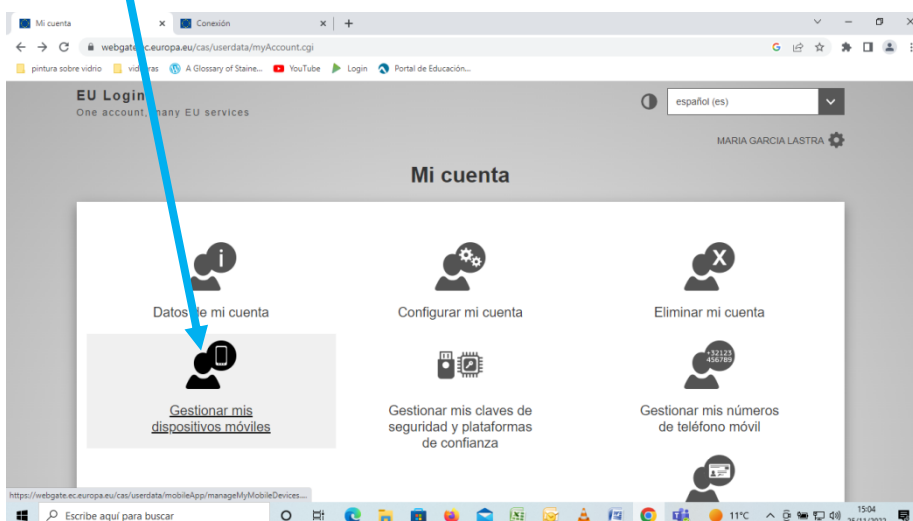 Mi cuenta
Conexión
webgate.ec.europa.eu/cas/userdata/myAccount.cgi
pintura sobre vidrio
A Glossary of Staine...
YouTube
Login
Portal de Educación...
EU Login
One account, many EU services
español (es)
MARIA GARCIA LASTRA
Mi cuenta
Datos de mi cuenta
Configurar mi cuenta
Eliminar mi cuenta
+32123
456789
Gestionar mis
dispositivos móviles
Gestionar mis claves de
seguridad y plataformas
de confianza
Gestionar mis números
de teléfono móvil
https://webgate.ec.europa.eu/cas/userdata/mobileApp/manageMyMobileDevices...
Escribe aquí para buscar
11°C
15:04